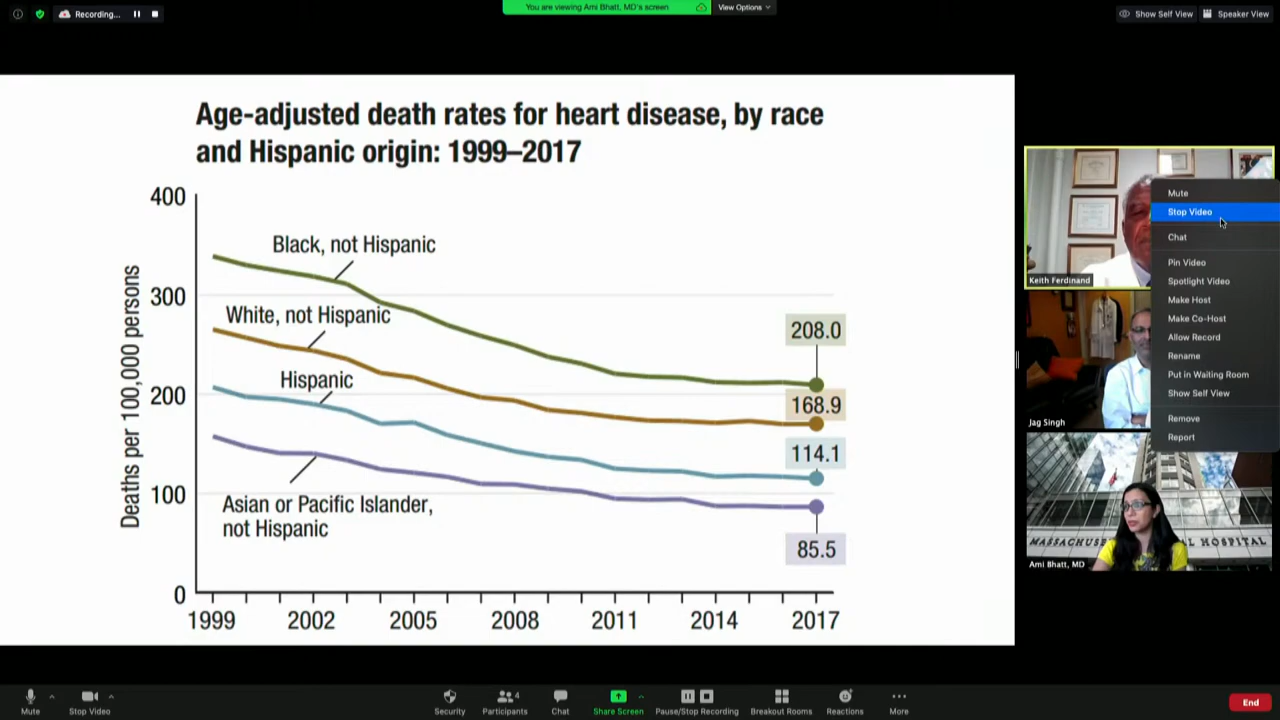 Recording...
You are viewing Ami Bhatt, MD's screen
View Options
Show Self View
Speaker View
Age-adjusted death rates for heart disease, by race
and Hispanic origin: 1999–2017
Deaths per 100,000 persons
400
300
200
100
0
Black, not Hispanic
White, not Hispanic
Hispanic
Asian or Pacific Islander,
not Hispanic
208.0
168.9
114.1
85.5
1999
2002
2005
2008
2011
2014
2017
Keith Ferdinand
Jag Singh
MASSACHUS
L HOSPITAL
Ami Bhatt, MD
Mute
Stop Video
Chat
Pin Video
Spotlight Video
Make Host
Make Co-Host
Allow Record
Rename
Put in Waiting Room
Show Self View
Remove
Report
Mute
Stop Video
Security
4
Participants
Chat
Share Screen
Pause/Stop Recording
Breakout Rooms
Reactions
More
End